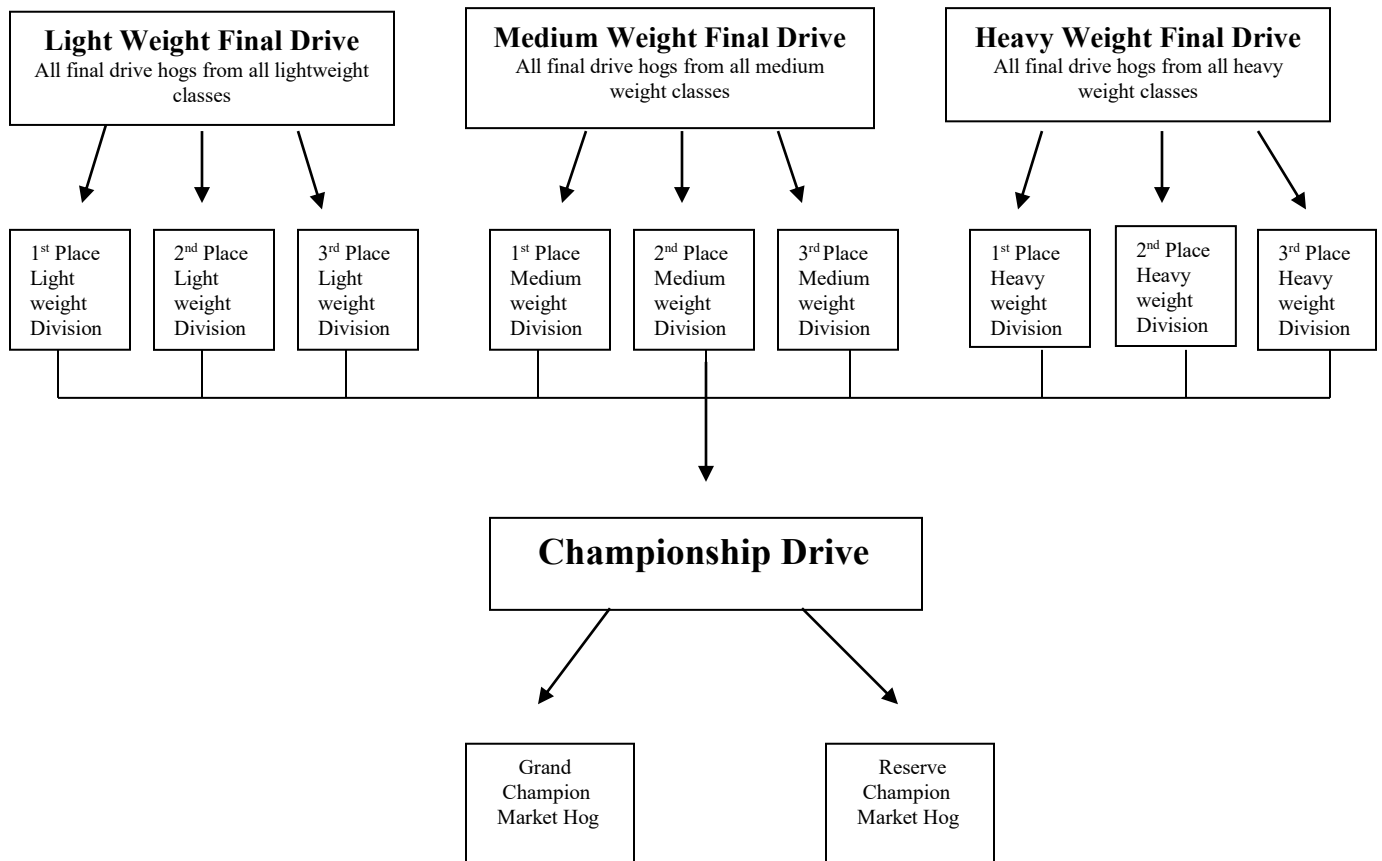 Light Weight Final Drive
All final drive hogs from all lightweight
classes
Medium Weight Final Drive
All final drive hogs from all medium
weight classes
Heavy Weight Final Drive
All final drive hogs from all heavy
weight classes
1st Place
Light
weight
Division
2nd Place
Light
weight
Division
3rd Place
Light
weight
Division
1st Place
Medium
weight
Division
2nd Place
Medium
weight
Division
3rd Place
Medium
weight
Division
1st Place
Heavy
weight
Division
2nd Place
Heavy
weight
Division
3rd Place
Heavy
weight
Division
Championship Drive
Grand
Champion
Market Hog
Reserve
Champion
Market Hog